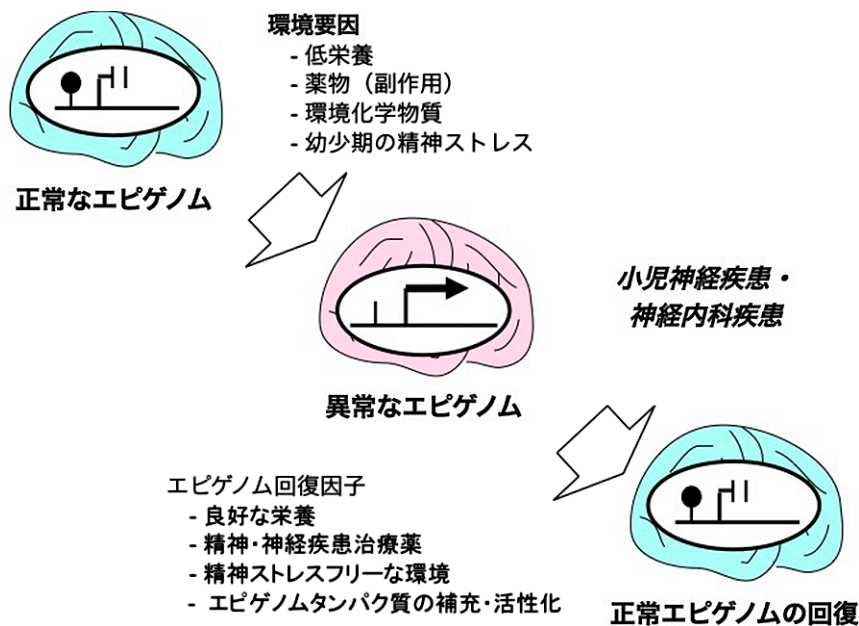 環境要因
- 低栄養
- 薬物（副作用）
- 環境化学物質
- 幼少期の精神ストレス
正常なエピゲノム
小児神経疾患・
神経内科疾患
異常なエピゲノム
エピゲノム回復因子
- 良好な栄養
- 精神・神経疾患治療薬
- 精神ストレスフリーな環境
- エピゲノムタンパク質の補充・活性化
正常エピゲノムの回復